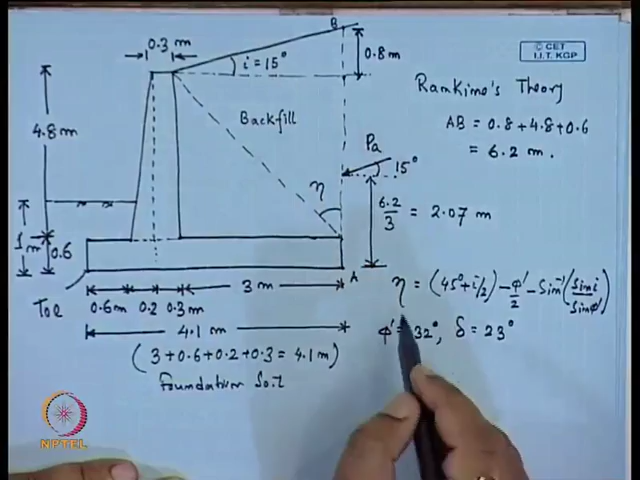 B
0.3 m
i = 15°
0.8 m
© CET
I.I.T. KGP
Rankine's Theory
4.8 m
Backfill
AB = 0.8 + 4.8 + 0.6
= 6.2 m.
Pa
15°
η
6.2/3 = 2.07 m
1 m
0.6
A
Toe
0.6m 0.2 0.3m
3 m
η = (45° + i/2) - φ'/2 - Sin⁻¹(Sin i/Sin φ')
4.1 m
φ' = 32°, δ = 23°
(3 + 0.6 + 0.2 + 0.3 = 4.1 m)
Foundation Soil
NPTEL